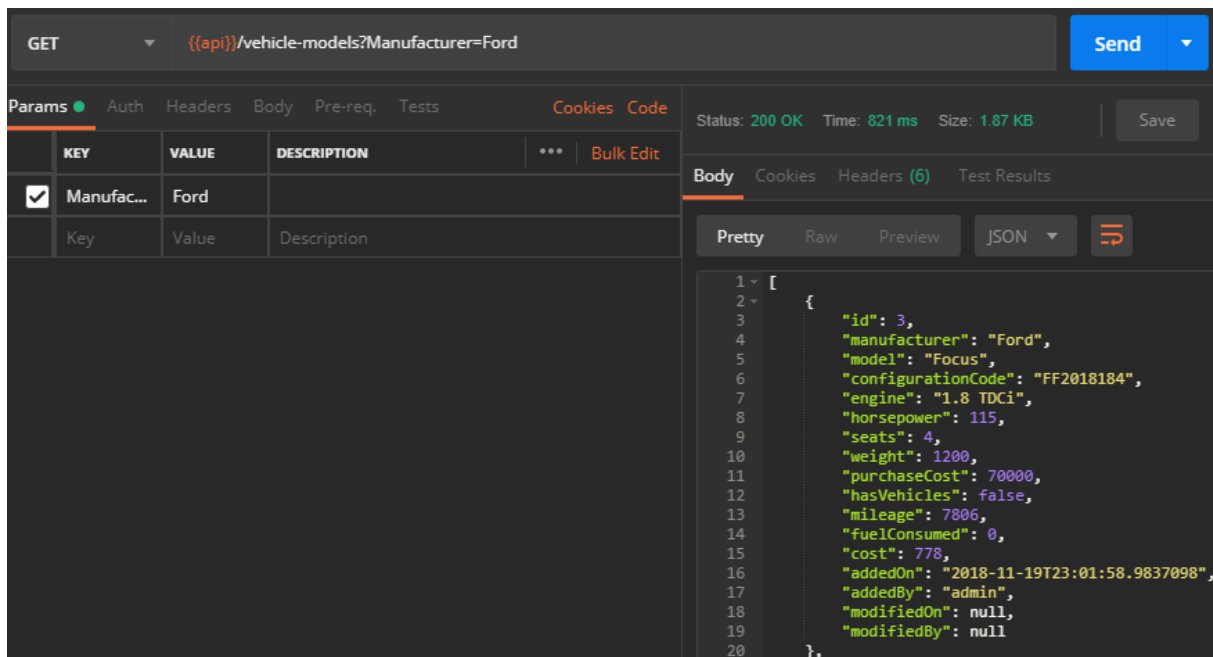 GET {{api}}/vehicle-models?Manufacturer=Ford Send
Params Auth Headers Body Pre-req. Tests Cookies Code
KEY VALUE DESCRIPTION ••• Bulk Edit
Manufac... Ford
Key Value Description
Status: 200 OK Time: 821 ms Size: 1.87 KB Save
Body Cookies Headers (6) Test Results
Pretty Raw Preview JSON
1 [
2 {
3 "id": 3,
4 "manufacturer": "Ford",
5 "model": "Focus",
6 "configurationCode": "FF2018184",
7 "engine": "1.8 TDCi",
8 "horsepower": 115,
9 "seats": 4,
10 "weight": 1200,
11 "purchaseCost": 70000,
12 "hasVehicles": false,
13 "mileage": 7806,
14 "fuelConsumed": 0,
15 "cost": 778,
16 "addedOn": "2018-11-19T23:01:58.9837098",
17 "addedBy": "admin",
18 "modifiedOn": null,
19 "modifiedBy": null
20 },